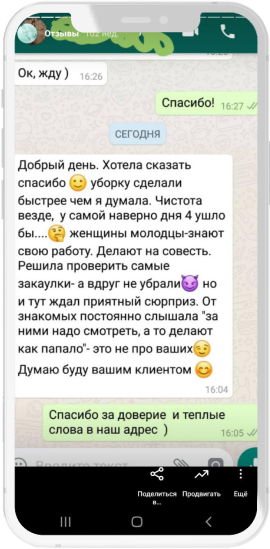 Отзывы 102 нед.
Ок, жду ) 16:26
Спасибо! 16:27
СЕГОДНЯ
Добрый день. Хотела сказать
спасибо 😉 уборку сделали
быстрее чем я думала. Чистота
везде, у самой наверно дня 4 ушло
бы....🤔 женщины молодцы-знают
свою работу. Делают на совесть.
Решила проверить самые
закаулки- а вдруг не убрали😈 но
и тут ждал приятный сюрприз. От
знакомых постоянно слышала "за
ними надо смотреть, а то делают
как папало"- это не про ваших😉
Думаю буду вашим клиентом 😊
16:04
Спасибо за доверие и теплые
слова в наш адрес ) 16:05
Введите текст
Поделиться в... Продвигать Ещё